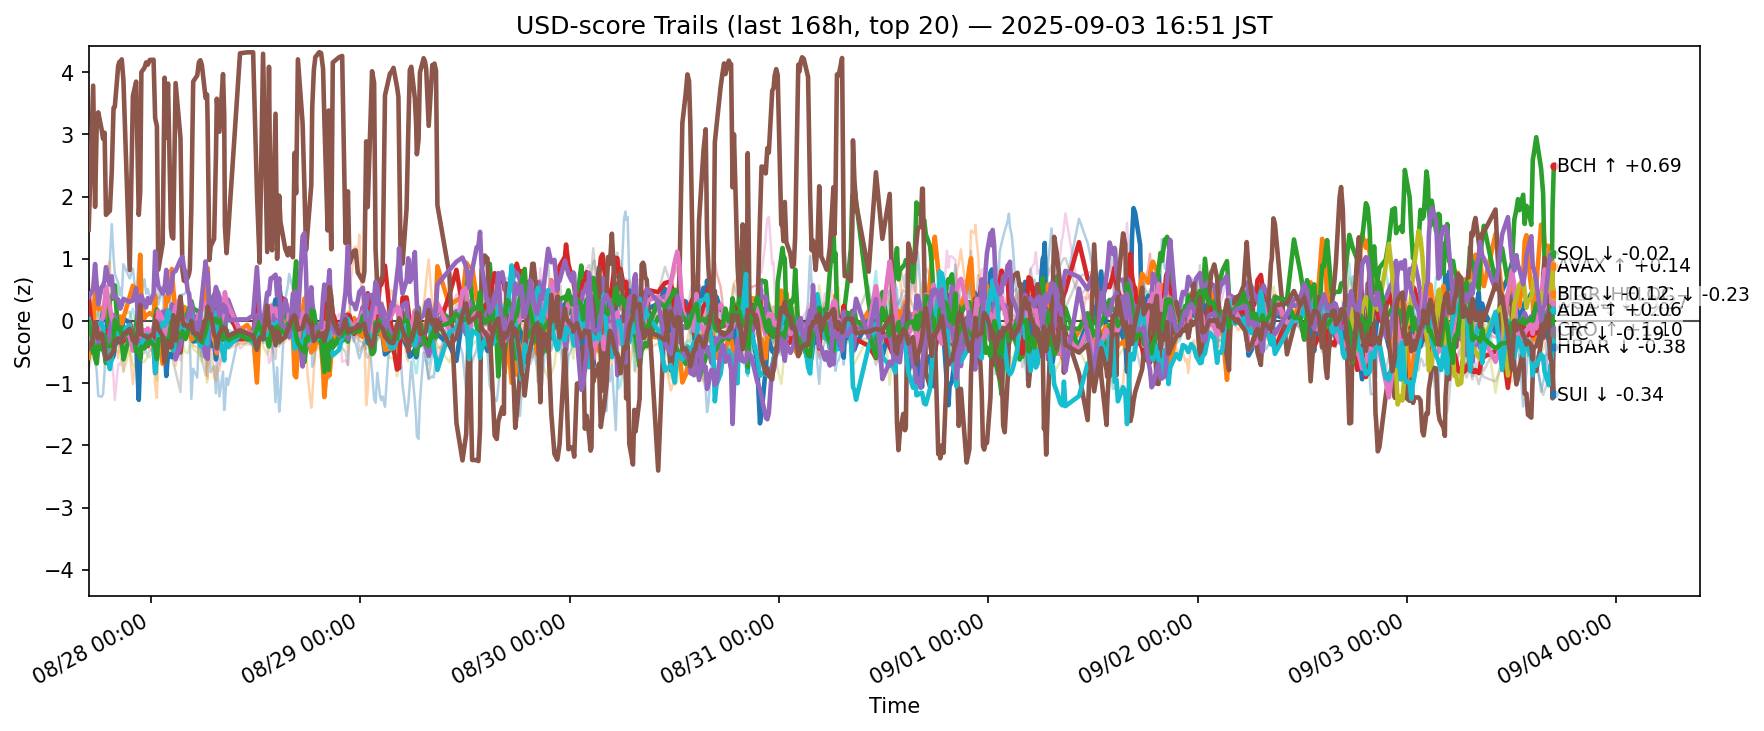 USD-score Trails (last 168h, top 20) — 2025-09-03 16:51 JST
Score (z)
4
3
2
1
0
−1
−2
−3
−4
BCH ↑ +0.69
SOL ↓ -0.02
AVAX ↑ +0.14
BTC ↓ +0.12
↓ -0.23
ADA ↑ +0.06
CRO ↑
LTC ↓ -0.19
HBAR ↓ -0.38
SUI ↓ -0.34
08/28 00:00
08/29 00:00
08/30 00:00
08/31 00:00
09/01 00:00
09/02 00:00
09/03 00:00
09/04 00:00
Time